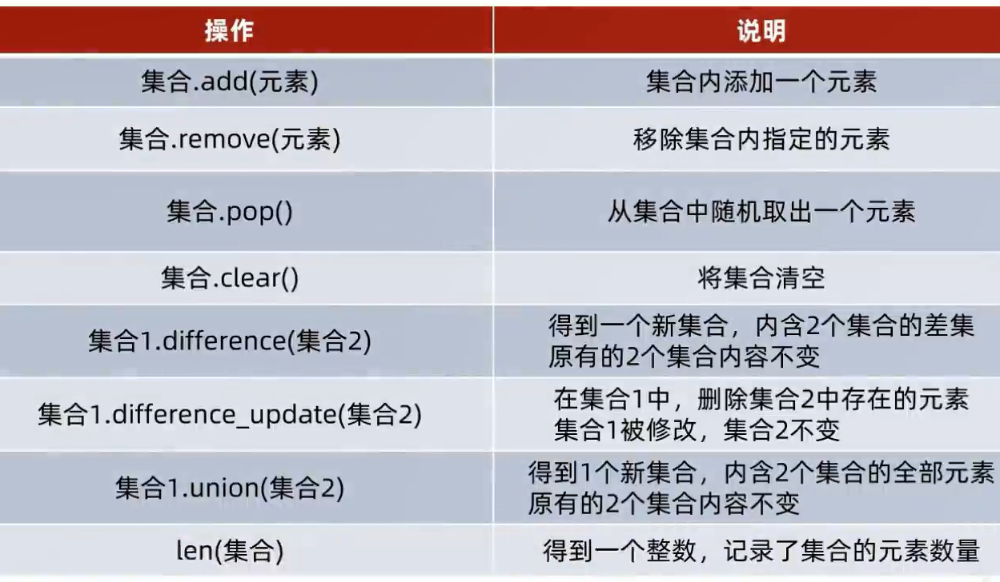 操作
说明
集合.add(元素)
集合内添加一个元素
集合.remove(元素)
移除集合内指定的元素
集合.pop()
从集合中随机取出一个元素
集合.clear()
将集合清空
集合1.difference(集合2)
得到一个新集合，内含2个集合的差集
原有的2个集合内容不变
集合1.difference_update(集合2)
在集合1中，删除集合2中存在的元素
集合1被修改，集合2不变
集合1.union(集合2)
得到1个新集合，内含2个集合的全部元素
原有的2个集合内容不变
len(集合)
得到一个整数，记录了集合的元素数量